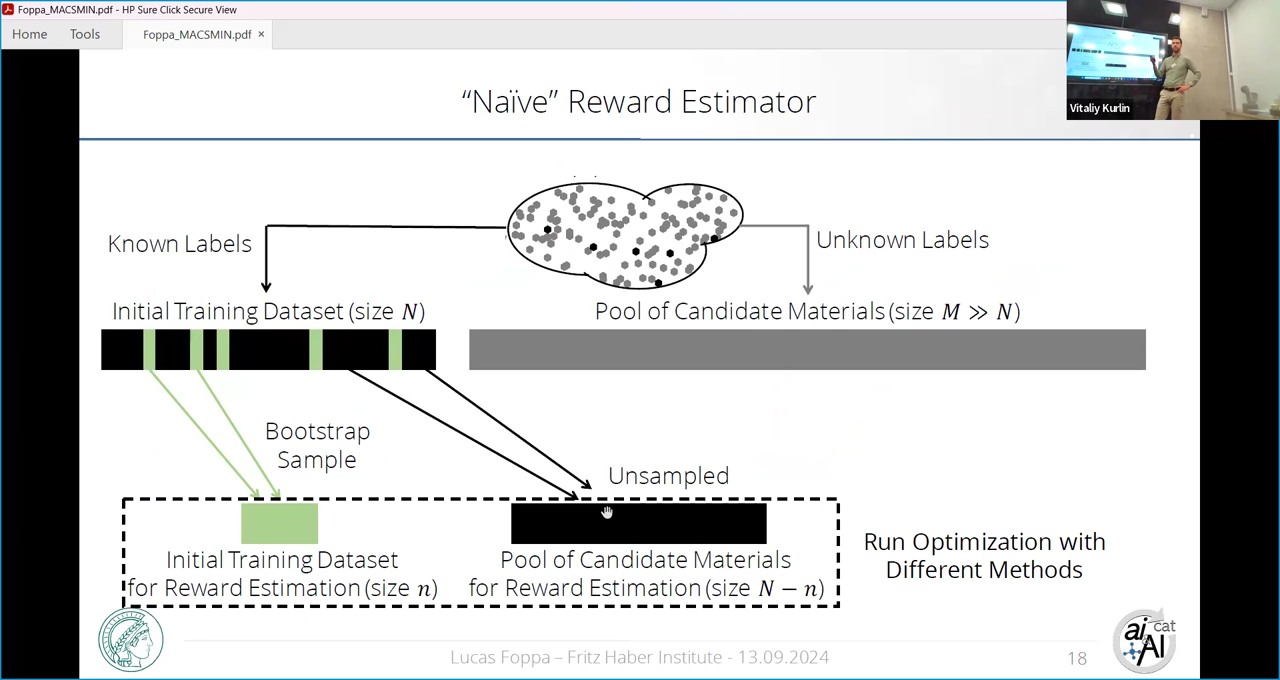 Foppa_MACSMIN.pdf - HP Sure Click Secure View
Home Tools Foppa_MACSMIN.pdf ×
Vitaliy Kurlin
“Naïve” Reward Estimator
Known Labels
Unknown Labels
Initial Training Dataset (size N)
Pool of Candidate Materials (size M ≫ N)
Bootstrap
Sample
Unsampled
Initial Training Dataset
for Reward Estimation (size n)
Pool of Candidate Materials
for Reward Estimation (size N − n)
Run Optimization with
Different Methods
Lucas Foppa – Fritz Haber Institute - 13.09.2024
18
ai cat
AI